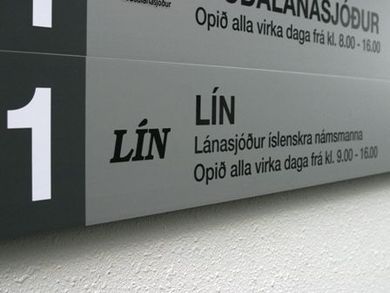 1
Opið alla virka daga frá kl. 8.00 - 16.00
1
LÍN
LÍN
Lánasjóður íslenskra námsmanna
Opið alla virka daga frá kl. 9.00 - 16.00